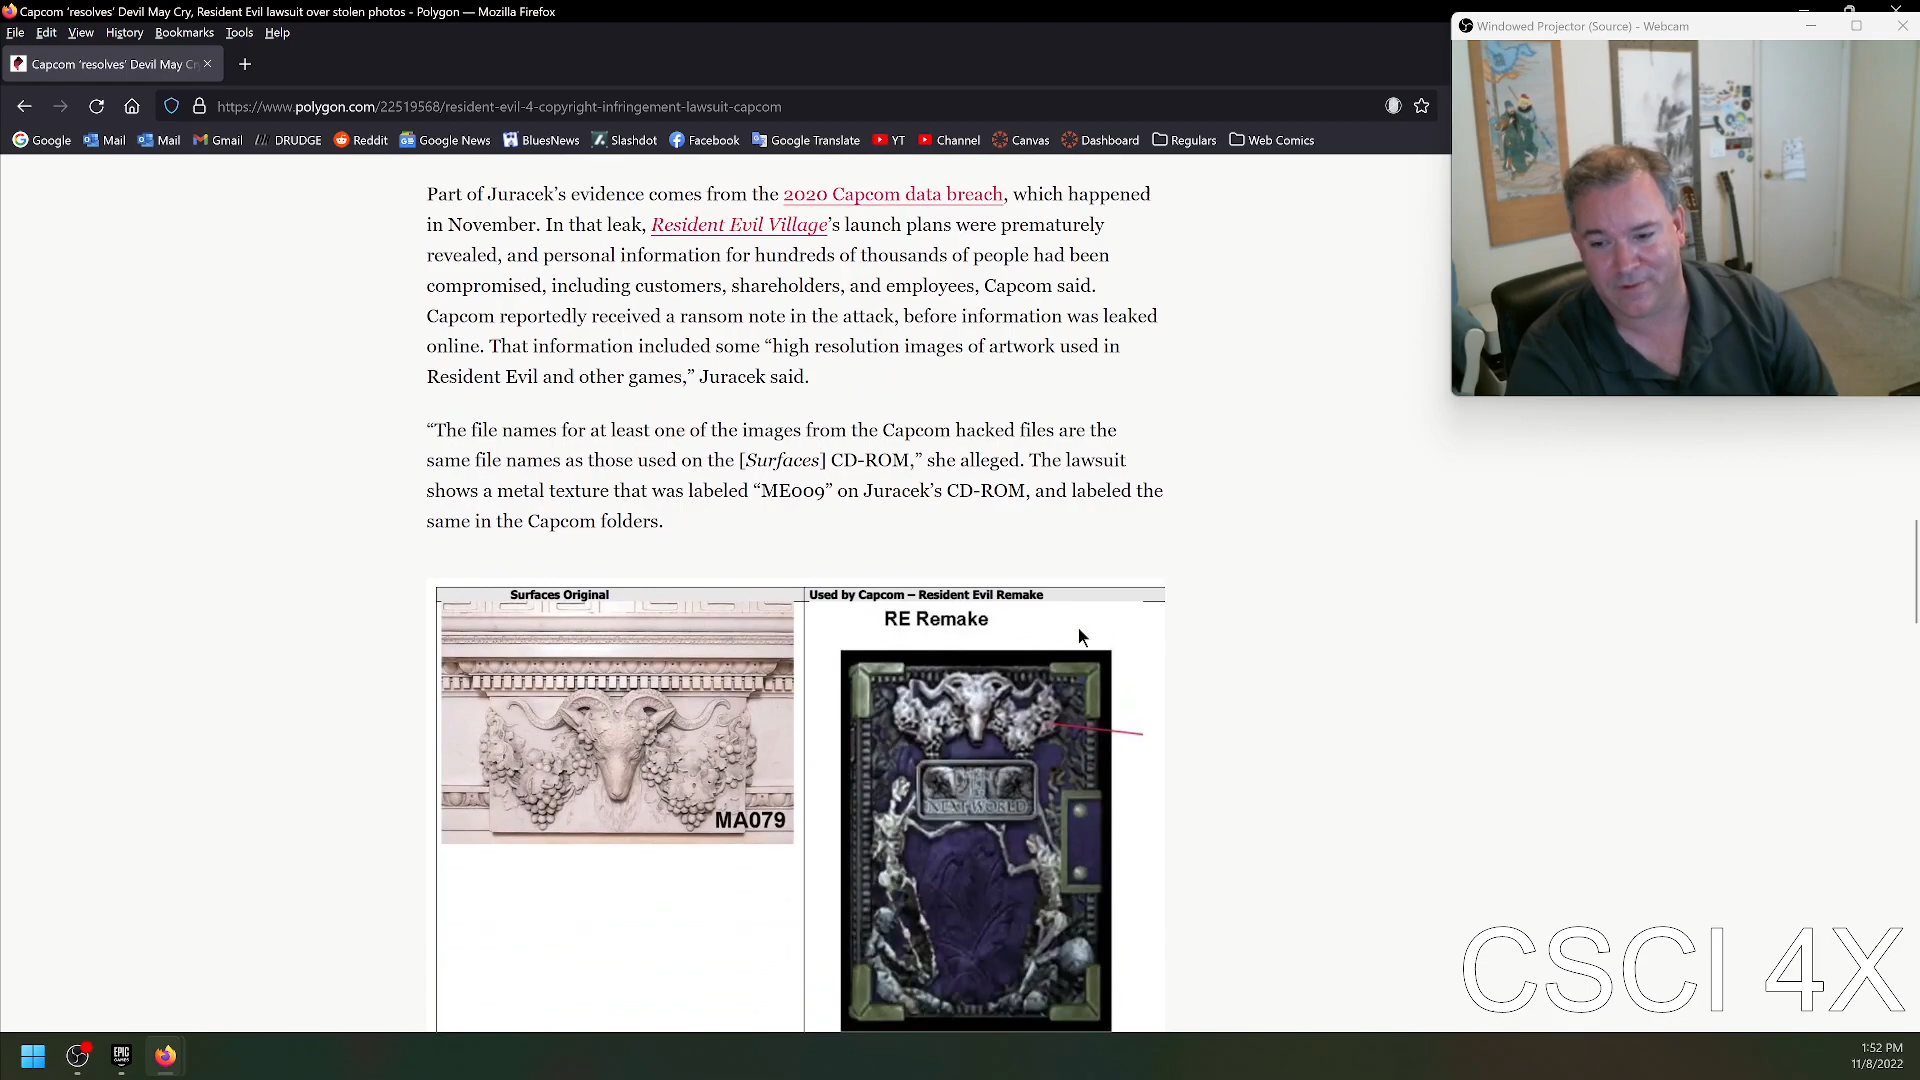 Capcom ‘resolves’ Devil May Cry, Resident Evil lawsuit over stolen photos - Polygon — Mozilla Firefox
File Edit View History Bookmarks Tools Help
Windowed Projector (Source) - Webcam
Capcom ‘resolves’ Devil May Cr
https://www.polygon.com/22519568/resident-evil-4-copyright-infringement-lawsuit-capcom
Google Mail Mail Gmail DRUDGE Reddit Google News BluesNews Slashdot Facebook Google Translate YT Channel Canvas Dashboard Regulars Web Comics
Part of Juracek’s evidence comes from the 2020 Capcom data breach, which happened
in November. In that leak, Resident Evil Village’s launch plans were prematurely
revealed, and personal information for hundreds of thousands of people had been
compromised, including customers, shareholders, and employees, Capcom said.
Capcom reportedly received a ransom note in the attack, before information was leaked
online. That information included some “high resolution images of artwork used in
Resident Evil and other games,” Juracek said.
“The file names for at least one of the images from the Capcom hacked files are the
same file names as those used on the [Surfaces] CD-ROM,” she alleged. The lawsuit
shows a metal texture that was labeled “ME009” on Juracek’s CD-ROM, and labeled the
same in the Capcom folders.
Surfaces Original
Used by Capcom – Resident Evil Remake
RE Remake
MA079
NEXT WORLD
CSCI 4X
EPIC
GAMES
1:52 PM
11/8/2022